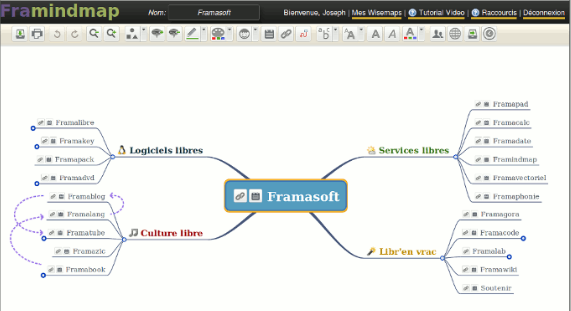 Framindmap
Nom: Framasoft
Bienvenue, Joseph | Mes Wisemaps | Tutorial Video | Raccourcis | Déconnexion
Logiciels libres
Framalibre
Framakey
Framapack
Framadvd
Culture libre
Framablog
Framalang
Framatube
Framazic
Framabook
Framasoft
Services libres
Framapad
Framacalc
Framadate
Framindmap
Framavectoriel
Framaphonie
Libr'en vrac
Framagora
Framacode
Framalab
Framawiki
Soutenir